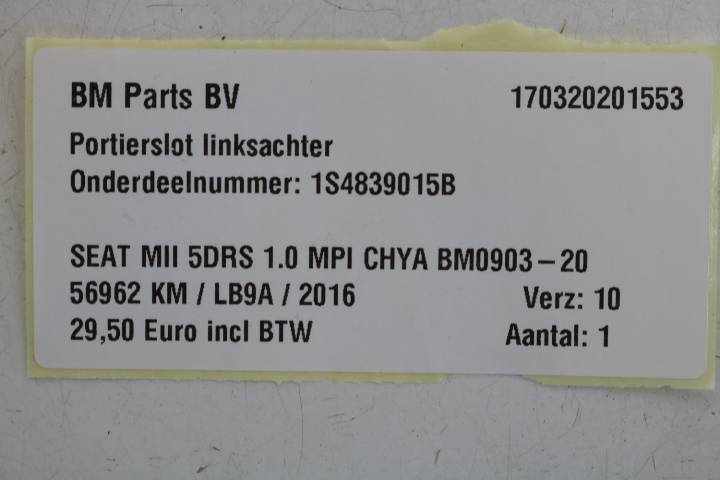 BM Parts BV 170320201553
Portierslot linksachter
Onderdeelnummer: 1S4839015B
SEAT MII 5DRS 1.0 MPI CHYA BM0903-20
56962 KM / LB9A / 2016 Verz: 10
29,50 Euro incl BTW Aantal: 1